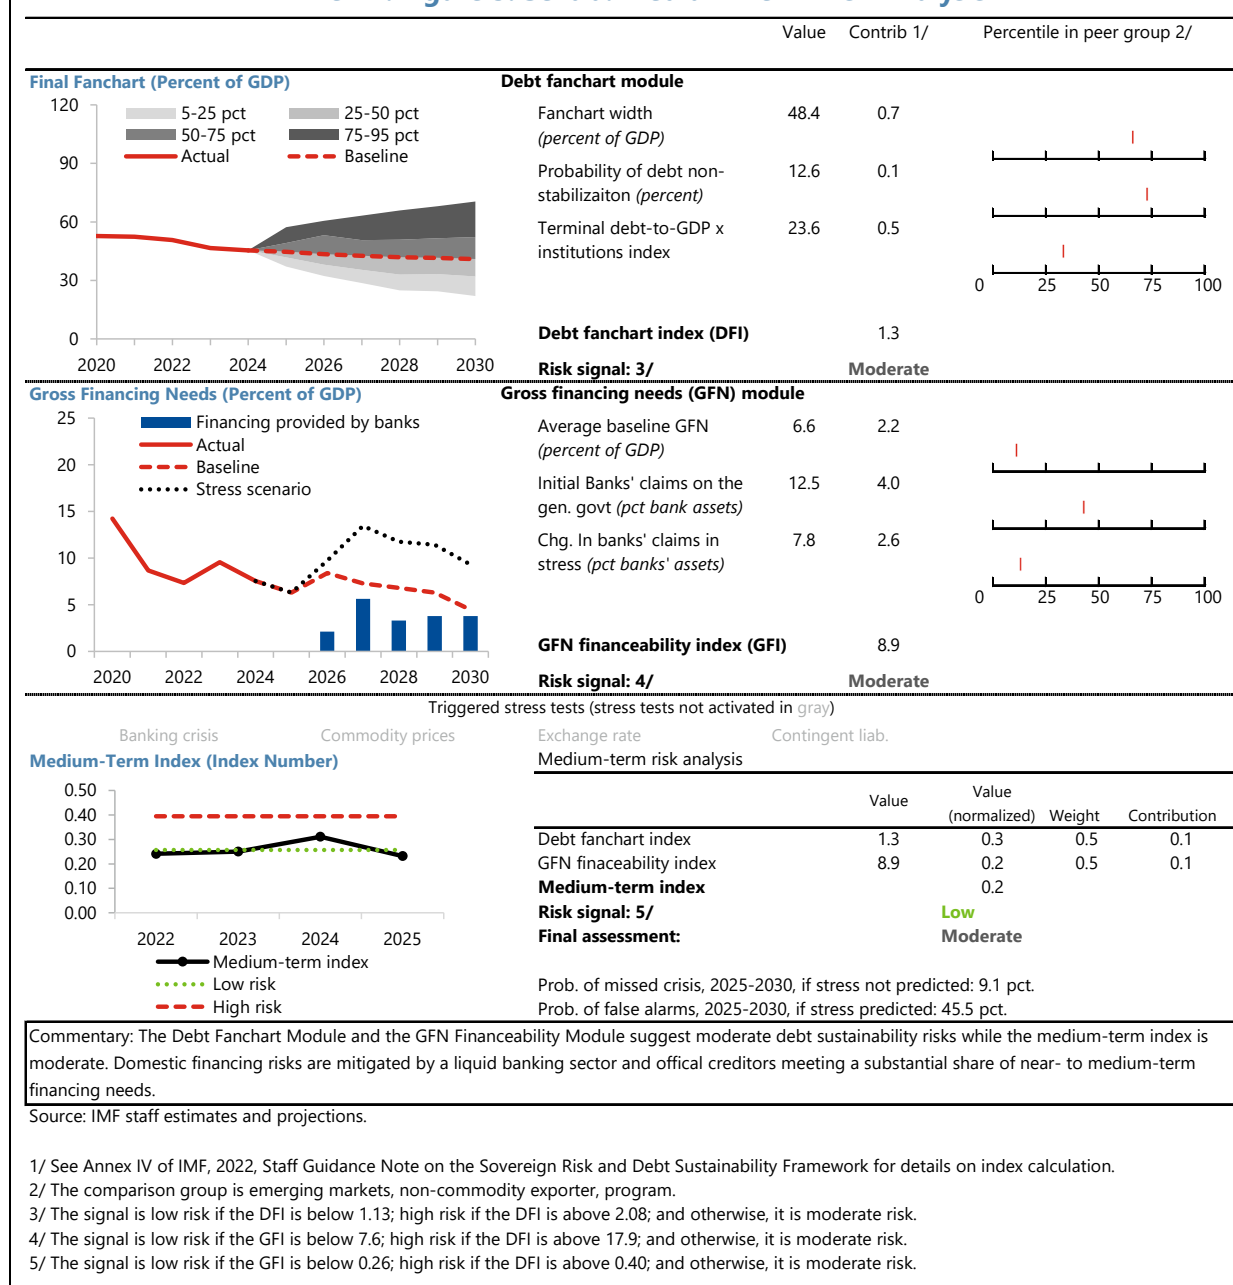 Value Contrib 1/ Percentile in peer group 2/
Final Fanchart (Percent of GDP)
120
90
60
30
0
5-25 pct 25-50 pct
50-75 pct 75-95 pct
Actual Baseline
2020 2022 2024 2026 2028 2030
Debt fanchart module
Fanchart width 48.4 0.7
(percent of GDP)
Probability of debt non- 12.6 0.1
stabilizaiton (percent)
Terminal debt-to-GDP x 23.6 0.5
institutions index
0 25 50 75 100
Debt fanchart index (DFI) 1.3
Risk signal: 3/ Moderate
Gross Financing Needs (Percent of GDP)
25
20
15
10
5
0
Financing provided by banks
Actual
Baseline
Stress scenario
2020 2022 2024 2026 2028 2030
Gross financing needs (GFN) module
Average baseline GFN 6.6 2.2
(percent of GDP)
Initial Banks' claims on the 12.5 4.0
gen. govt (pct bank assets)
Chg. In banks' claims in 7.8 2.6
stress (pct banks' assets)
0 25 50 75 100
GFN financeability index (GFI) 8.9
Risk signal: 4/ Moderate
Triggered stress tests (stress tests not activated in gray)
Banking crisis Commodity prices Exchange rate Contingent liab.
Medium-Term Index (Index Number)
0.50
0.40
0.30
0.20
0.10
0.00
2022 2023 2024 2025
Medium-term index
Low risk
High risk
Medium-term risk analysis
Value Value
(normalized) Weight Contribution
Debt fanchart index 1.3 0.3 0.5 0.1
GFN finaceability index 8.9 0.2 0.5 0.1
Medium-term index 0.2
Risk signal: 5/ Low
Final assessment: Moderate
Prob. of missed crisis, 2025-2030, if stress not predicted: 9.1 pct.
Prob. of false alarms, 2025-2030, if stress predicted: 45.5 pct.
Commentary: The Debt Fanchart Module and the GFN Financeability Module suggest moderate debt sustainability risks while the medium-term index is
moderate. Domestic financing risks are mitigated by a liquid banking sector and offical creditors meeting a substantial share of near- to medium-term
financing needs.
Source: IMF staff estimates and projections.
1/ See Annex IV of IMF, 2022, Staff Guidance Note on the Sovereign Risk and Debt Sustainability Framework for details on index calculation.
2/ The comparison group is emerging markets, non-commodity exporter, program.
3/ The signal is low risk if the DFI is below 1.13; high risk if the DFI is above 2.08; and otherwise, it is moderate risk.
4/ The signal is low risk if the GFI is below 7.6; high risk if the DFI is above 17.9; and otherwise, it is moderate risk.
5/ The signal is low risk if the GFI is below 0.26; high risk if the DFI is above 0.40; and otherwise, it is moderate risk.